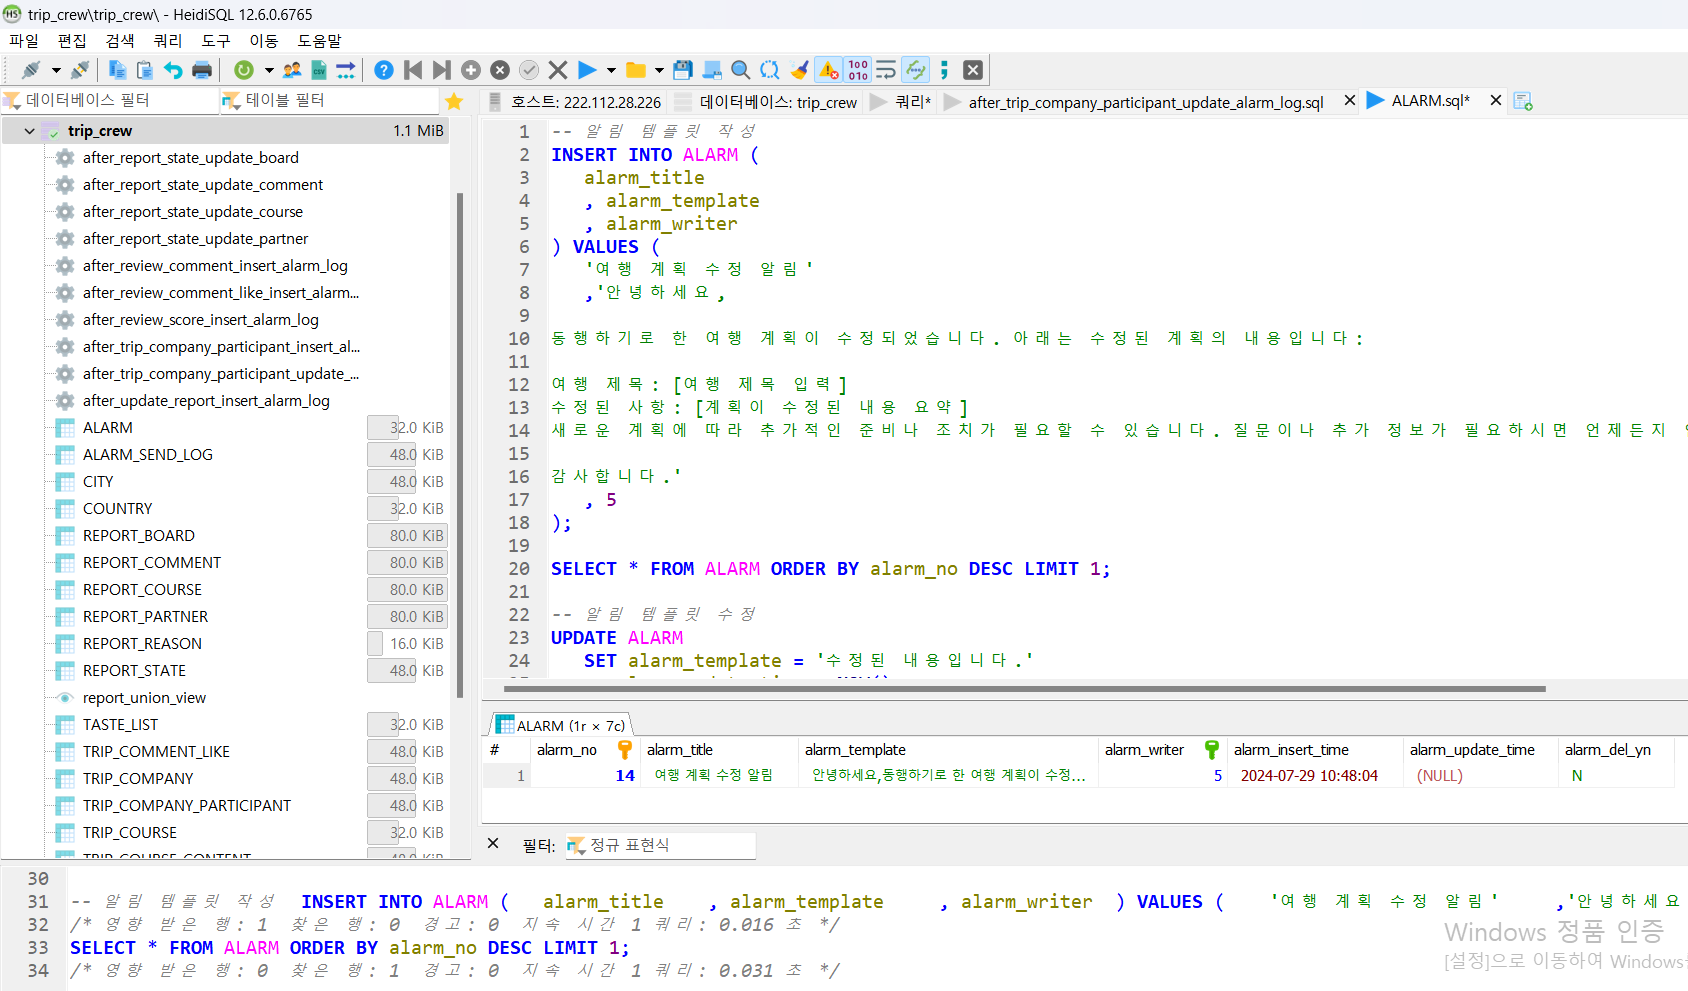 trip_crew\trip_crew\ - HeidiSQL 12.6.0.6765
파일 편집 검색 쿼리 도구 이동 도움말
데이터베이스 필터 테이블 필터
호스트: 222.112.28.226 데이터베이스: trip_crew 쿼리* after_trip_company_participant_update_alarm_log.sql ALARM.sql*
trip_crew 1.1 MiB
after_report_state_update_board
after_report_state_update_comment
after_report_state_update_course
after_report_state_update_partner
after_review_comment_insert_alarm_log
after_review_comment_like_insert_alarm...
after_review_score_insert_alarm_log
after_trip_company_participant_insert_al...
after_trip_company_participant_update_...
after_update_report_insert_alarm_log
ALARM 32.0 KiB
ALARM_SEND_LOG 48.0 KiB
CITY 48.0 KiB
COUNTRY 32.0 KiB
REPORT_BOARD 80.0 KiB
REPORT_COMMENT 80.0 KiB
REPORT_COURSE 80.0 KiB
REPORT_PARTNER 80.0 KiB
REPORT_REASON 16.0 KiB
REPORT_STATE 48.0 KiB
report_union_view
TASTE_LIST 32.0 KiB
TRIP_COMMENT_LIKE 48.0 KiB
TRIP_COMPANY 48.0 KiB
TRIP_COMPANY_PARTICIPANT 48.0 KiB
TRIP_COURSE 32.0 KiB
TRIP_COURSE_CONTENT 48.0 KiB
1 -- 알림 템플릿 작성
2 INSERT INTO ALARM (
3 alarm_title
4 , alarm_template
5 , alarm_writer
6 ) VALUES (
7 '여행 계획 수정 알림'
8 ,'안녕하세요,
9
10 동행하기로 한 여행 계획이 수정되었습니다. 아래는 수정된 계획의 내용입니다:
11
12 여행 제목: [여행 제목 입력]
13 수정된 사항: [계획이 수정된 내용 요약]
14 새로운 계획에 따라 추가적인 준비나 조치가 필요할 수 있습니다. 질문이나 추가 정보가 필요하시면 언제든지
15
16 감사합니다.'
17 , 5
18 );
19
20 SELECT * FROM ALARM ORDER BY alarm_no DESC LIMIT 1;
21
22 -- 알림 템플릿 수정
23 UPDATE ALARM
24 SET alarm_template = '수정된 내용입니다.'
ALARM (1r × 7c)
# alarm_no alarm_title alarm_template alarm_writer alarm_insert_time alarm_update_time alarm_del_yn
1 14 여행 계획 수정 알림 안녕하세요,동행하기로 한 여행 계획이 수정... 5 2024-07-29 10:48:04 (NULL) N
필터: 정규 표현식
30
31 -- 알림 템플릿 작성 INSERT INTO ALARM ( alarm_title , alarm_template , alarm_writer ) VALUES ( '여행 계획 수정 알림' ,'안녕하세요
32 /* 영향 받은 행: 1 찾은 행: 0 경고: 0 지속 시간 1 쿼리: 0.016 초 */
33 SELECT * FROM ALARM ORDER BY alarm_no DESC LIMIT 1;
34 /* 영향 받은 행: 0 찾은 행: 1 경고: 0 지속 시간 1 쿼리: 0.031 초 */
Windows 정품 인증
[설정]으로 이동하여 Windows